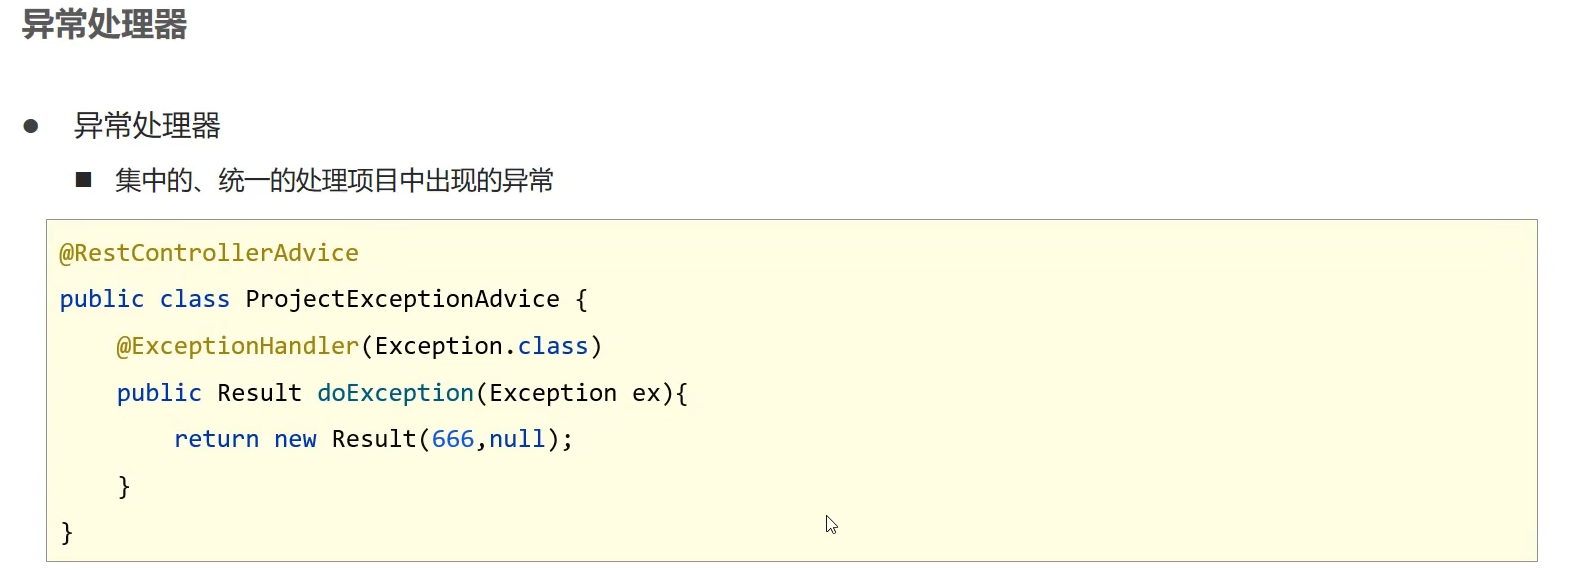 异常处理器
● 异常处理器
■ 集中的、统一的处理项目中出现的异常
@RestControllerAdvice
public class ProjectExceptionAdvice {
    @ExceptionHandler(Exception.class)
    public Result doException(Exception ex){
        return new Result(666,null);
    }
}